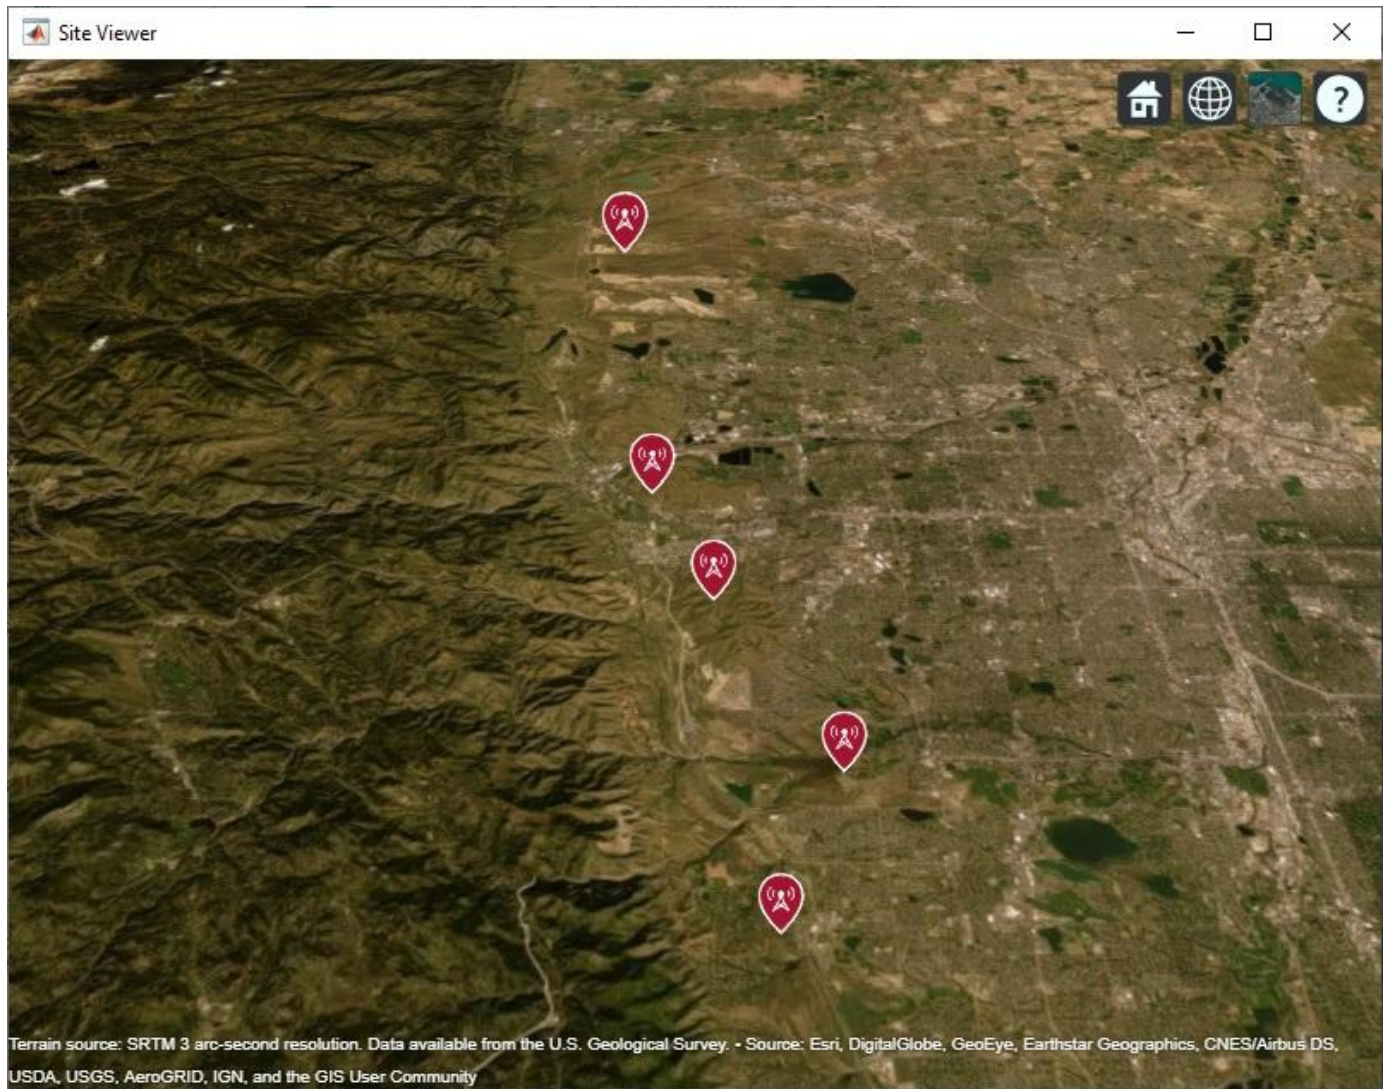 Site Viewer
?
Terrain source: SRTM 3 arc-second resolution. Data available from the U.S. Geological Survey. • Source: Esri, DigitalGlobe, GeoEye, Earthstar Geographics, CNES/Airbus DS,
USDA, USGS, AeroGRID, IGN, and the GIS User Community